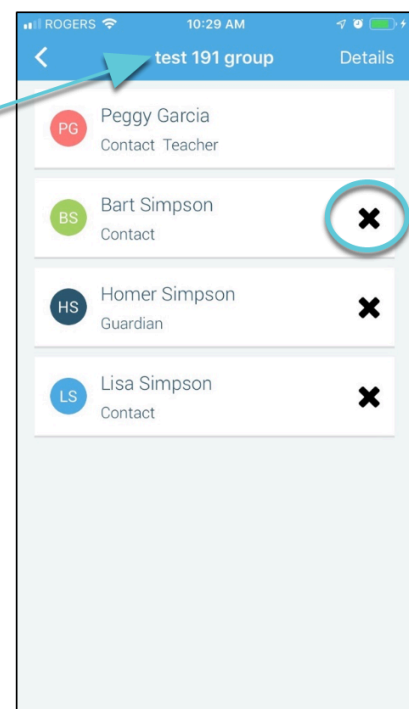 ROGERS 10:29 AM
test 191 group Details
PG Peggy Garcia
Contact Teacher
BS Bart Simpson
Contact
HS Homer Simpson
Guardian
LS Lisa Simpson
Contact